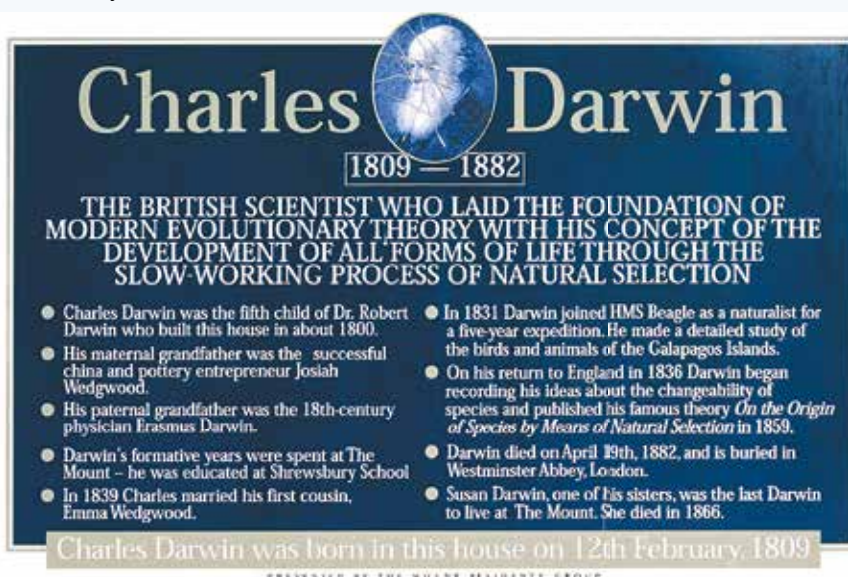 Charles Darwin
1809 — 1882
THE BRITISH SCIENTIST WHO LAID THE FOUNDATION OF
MODERN EVOLUTIONARY THEORY WITH HIS CONCEPT OF THE
DEVELOPMENT OF ALL FORMS OF LIFE THROUGH THE
SLOW-WORKING PROCESS OF NATURAL SELECTION
Charles Darwin was the fifth child of Dr. Robert
Darwin who built this house in about 1800.
His maternal grandfather was the successful
china and pottery entrepreneur Josiah
Wedgwood.
His paternal grandfather was the 18th-century
physician Erasmus Darwin.
Darwin's formative years were spent at The
Mount – he was educated at Shrewsbury School
In 1839 Charles married his first cousin,
Emma Wedgwood.
In 1831 Darwin joined HMS Beagle as a naturalist for
a five-year expedition. He made a detailed study of
the birds and animals of the Galapagos Islands.
On his return to England in 1836 Darwin began
recording his ideas about the changeability of
species and published his famous theory On the Origin
of Species by Means of Natural Selection in 1859.
Darwin died on April 19th, 1882, and is buried in
Westminster Abbey, London.
Susan Darwin, one of his sisters, was the last Darwin
to live at The Mount. She died in 1866.
Charles Darwin was born in this house on 12th February, 1809